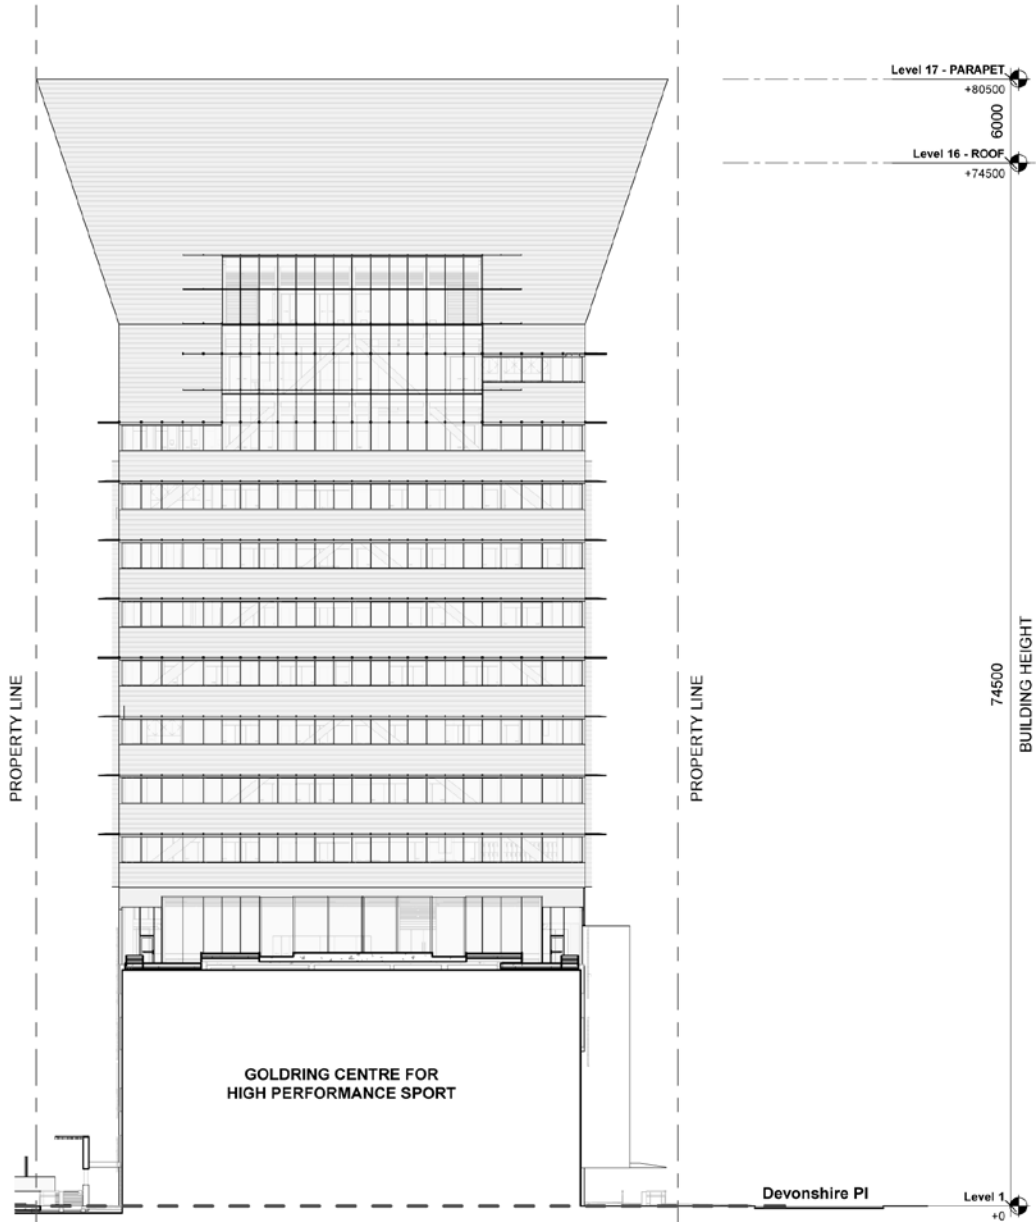 Level 17 - PARAPET
+80500
6000
Level 16 - ROOF
+74500
PROPERTY LINE
PROPERTY LINE
74500
BUILDING HEIGHT
GOLDRING CENTRE FOR
HIGH PERFORMANCE SPORT
Devonshire Pl
Level 1
+0